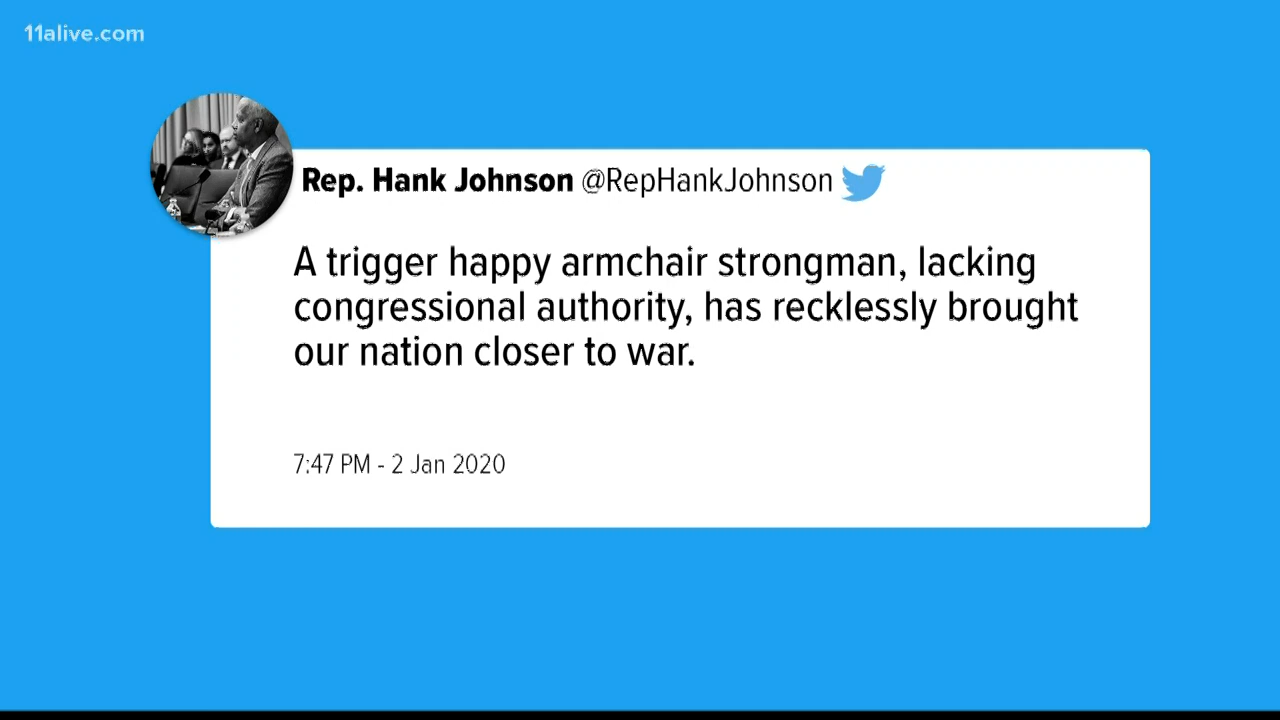 11alive.com
Rep. Hank Johnson @RepHankJohnson
A trigger happy armchair strongman, lacking
congressional authority, has recklessly brought
our nation closer to war.
7:47 PM - 2 Jan 2020